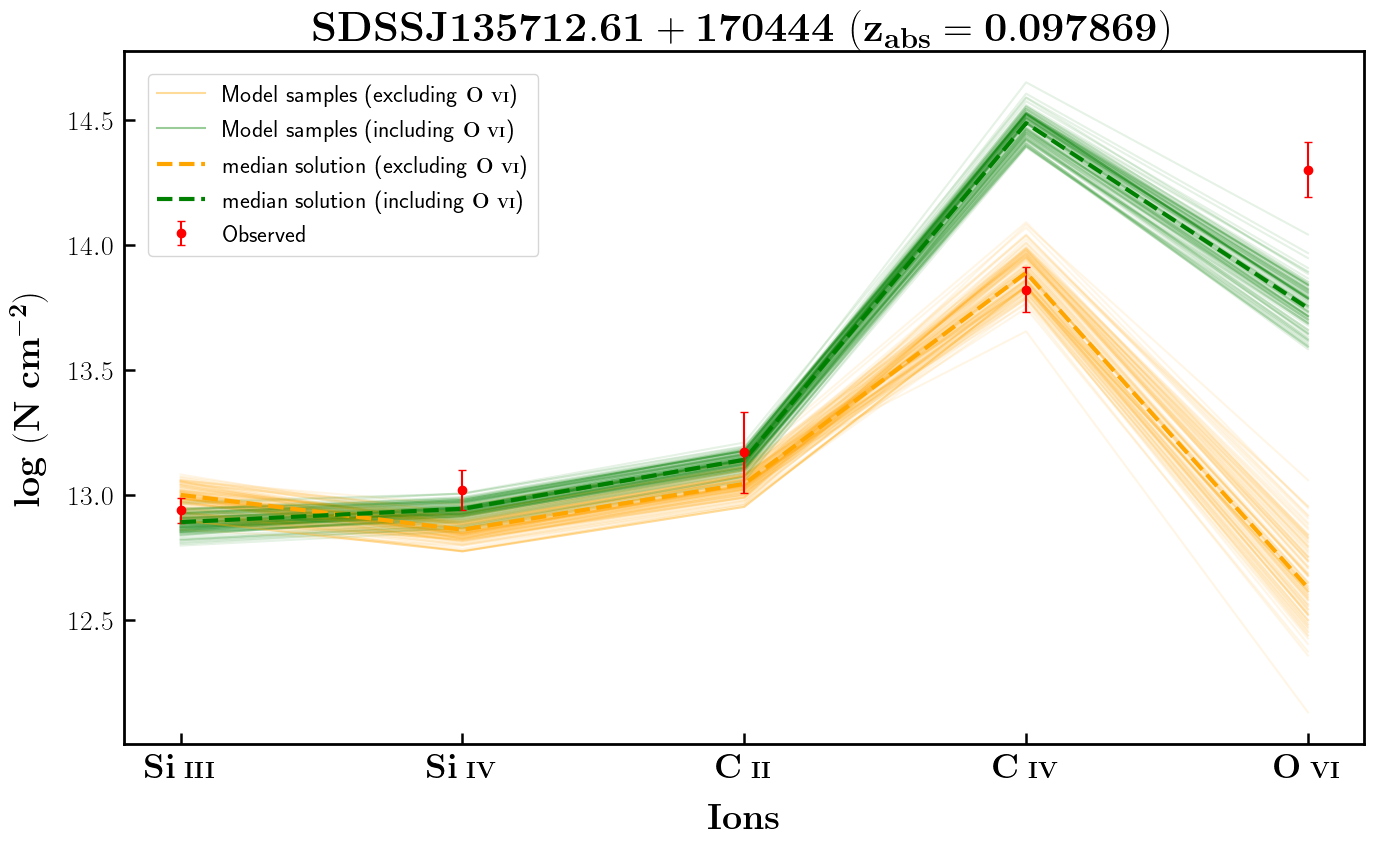 SDSSJ135712.61 + 170444 (z_abs = 0.097869)
Model samples (excluding O VI)
Model samples (including O VI)
median solution (excluding O VI)
median solution (including O VI)
Observed
14.5
14.0
13.5
13.0
12.5
log (N cm⁻²)
Si III Si IV C II C IV O VI
Ions